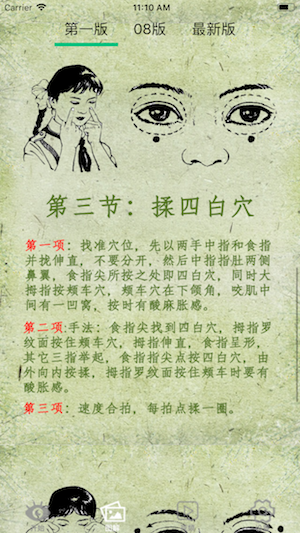 Carrier
11:10 AM
第一版
08版
最新版
第三节：揉四白穴
第一项：找准穴位，先以两手中指和食指
并拢伸直，不要分开，然后中指指肚两侧
鼻翼，食指尖所按之处即四白穴，同时大
拇指按颊车穴，颊车穴在下颌角，咬肌中
间有一凹窝，按时有酸麻胀感。
第二项:手法：食指尖找到四白穴，拇指罗
纹面接住颊车穴，拇指伸直，食指呈形，
其它三指举起，食指指尖点按四白穴，由
外向内按揉，拇指罗纹面按住颊车时要有
酸胀感。
第三项：速度合拍，每拍点揉一圈。